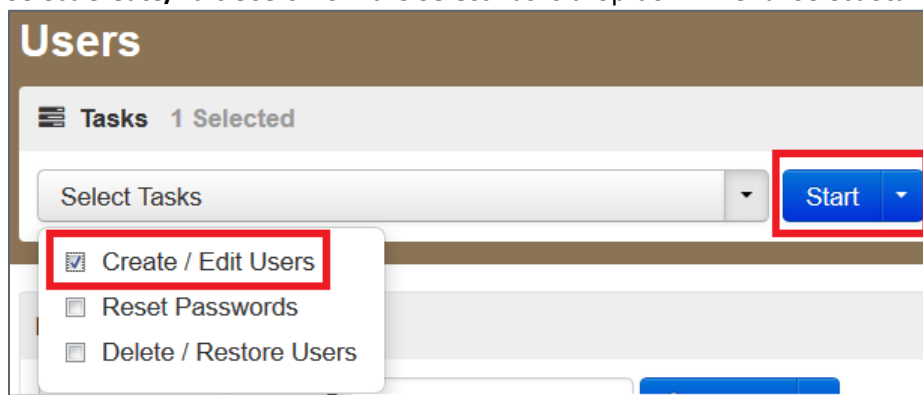 Users
Tasks 1 Selected
Select Tasks
Start
Create / Edit Users
Reset Passwords
Delete / Restore Users